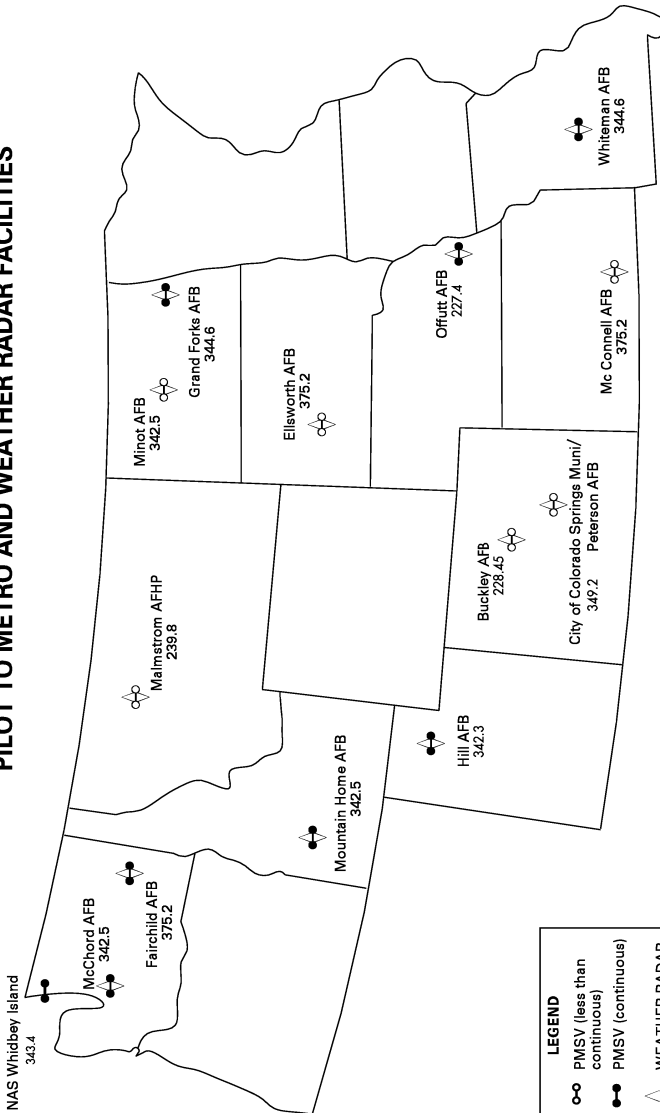 PILOT TO METRO AND WEATHER RADAR FACILITIES
NAS Whidbey Island
343.4
McChord AFB
342.5
Fairchild AFB
375.2
Malmstrom AFHP
239.8
Minot AFB
342.5
Grand Forks AFB
344.6
Ellsworth AFB
375.2
Mountain Home AFB
342.5
Hill AFB
342.3
Buckley AFB
228.45
City of Colorado Springs Muni/
Peterson AFB
349.2
Offutt AFB
227.4
Mc Connell AFB
375.2
Whiteman AFB
344.6
LEGEND
PMSV (less than
continuous)
PMSV (continuous)
WEATHER RADAR